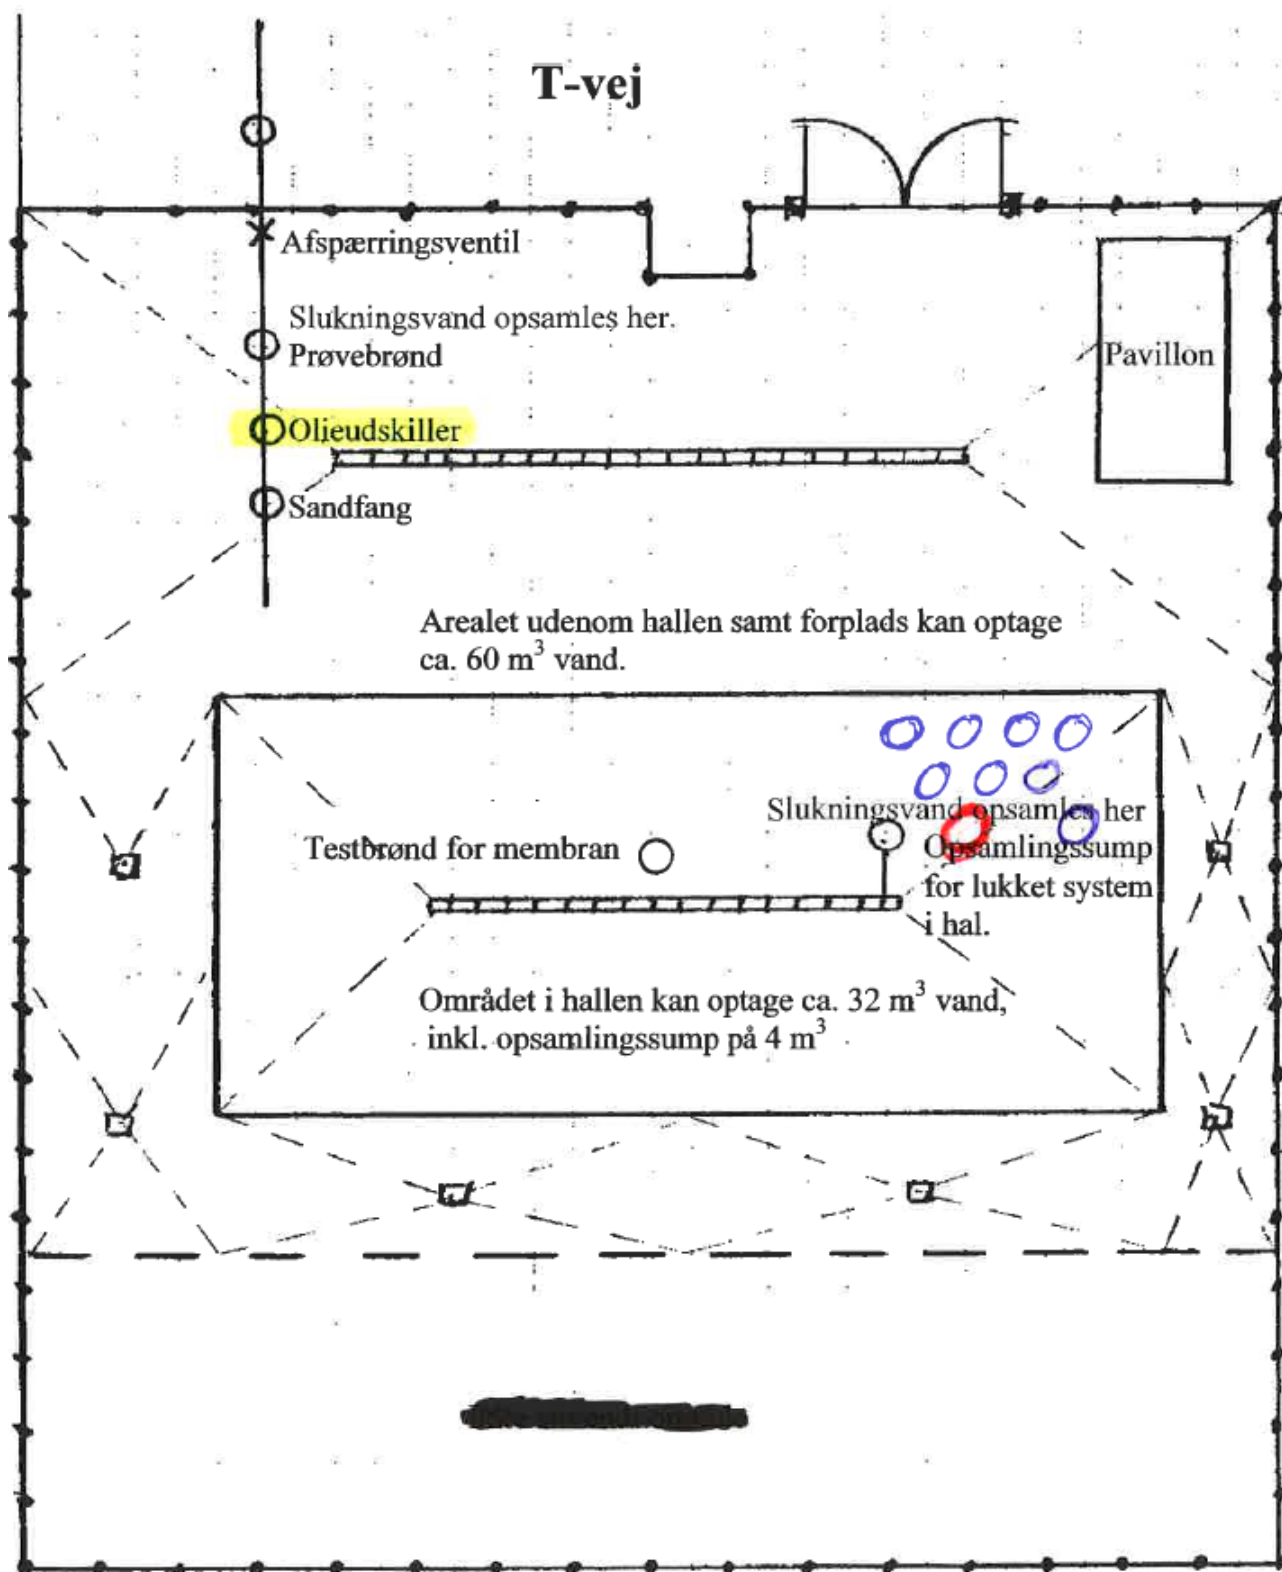 T-vej
Afspærringsventil
Slukningsvand opsamles her.
Prøvebrønd
Pavillon
Olieudskiller
Sandfang
Arealet udenom hallen samt forplads kan optage
ca. 60 m³ vand.
Slukningsvand opsamles her
Testbrønd for membran
Opsamlingssump
for lukket system
i hal.
Området i hallen kan optage ca. 32 m³ vand,
inkl. opsamlingssump på 4 m³